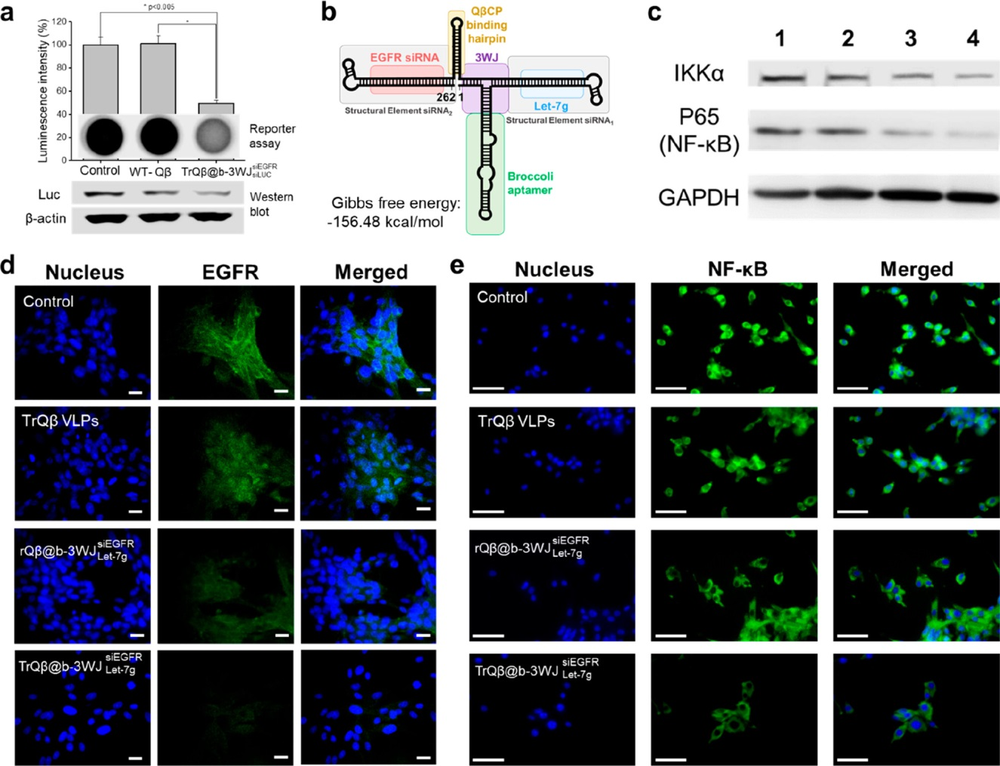 a
* p<0.005
*
Luminescence intensity (%)
120
100
80
60
40
20
0
Reporter
assay
Control
WT- Qβ
TrQβ@b-3WJ siEGFR siLUC
Luc
β-actin
Western
blot
b
QβCP
binding
hairpin
EGFR siRNA
3WJ
262 1
Let-7g
Structural Element siRNA2
Structural Element siRNA1
Broccoli
aptamer
Gibbs free energy:
-156.48 kcal/mol
c
1 2 3 4
IKKα
P65
(NF-κB)
GAPDH
d
Nucleus EGFR Merged
Control
TrQβ VLPs
rQβ@b-3WJ siEGFR Let-7g
TrQβ@b-3WJ siEGFR Let-7g
e
Nucleus NF-κB Merged
Control
TrQβ VLPs
rQβ@b-3WJ siEGFR Let-7g
TrQβ@b-3WJ siEGFR Let-7g